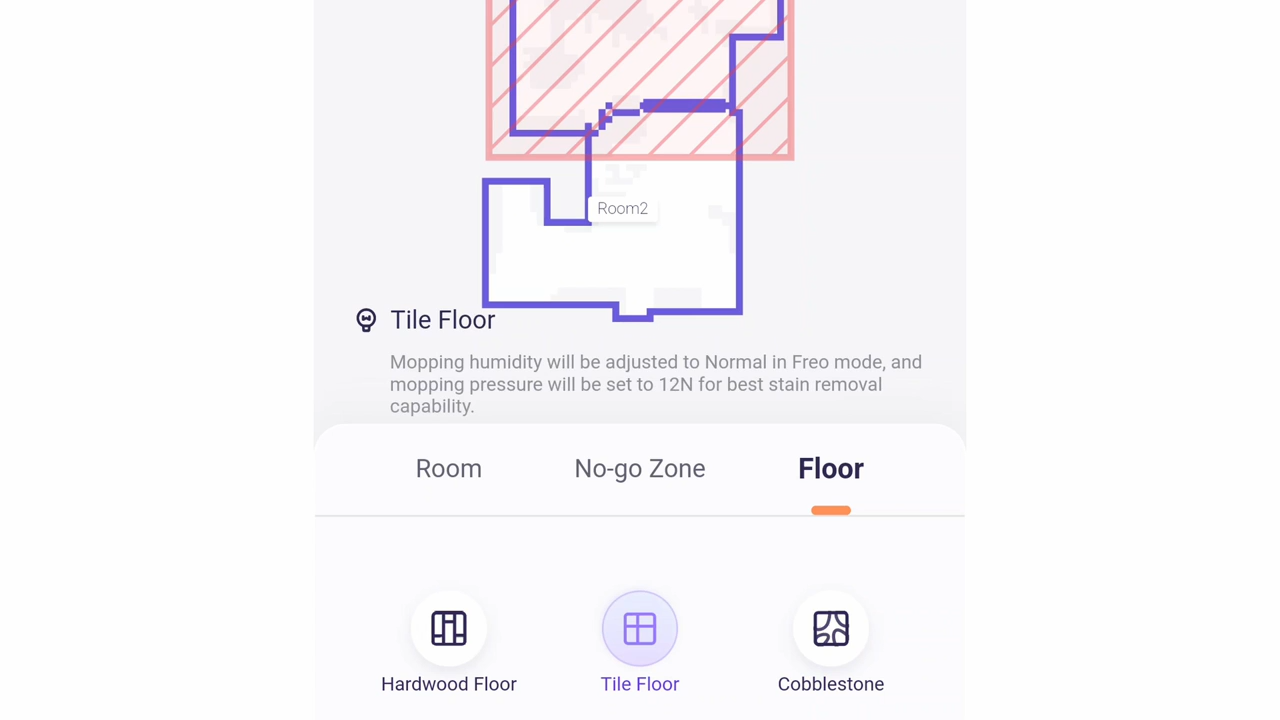 Room2
Tile Floor
Mopping humidity will be adjusted to Normal in Freo mode, and
mopping pressure will be set to 12N for best stain removal
capability.
Room No-go Zone Floor
Hardwood Floor Tile Floor Cobblestone